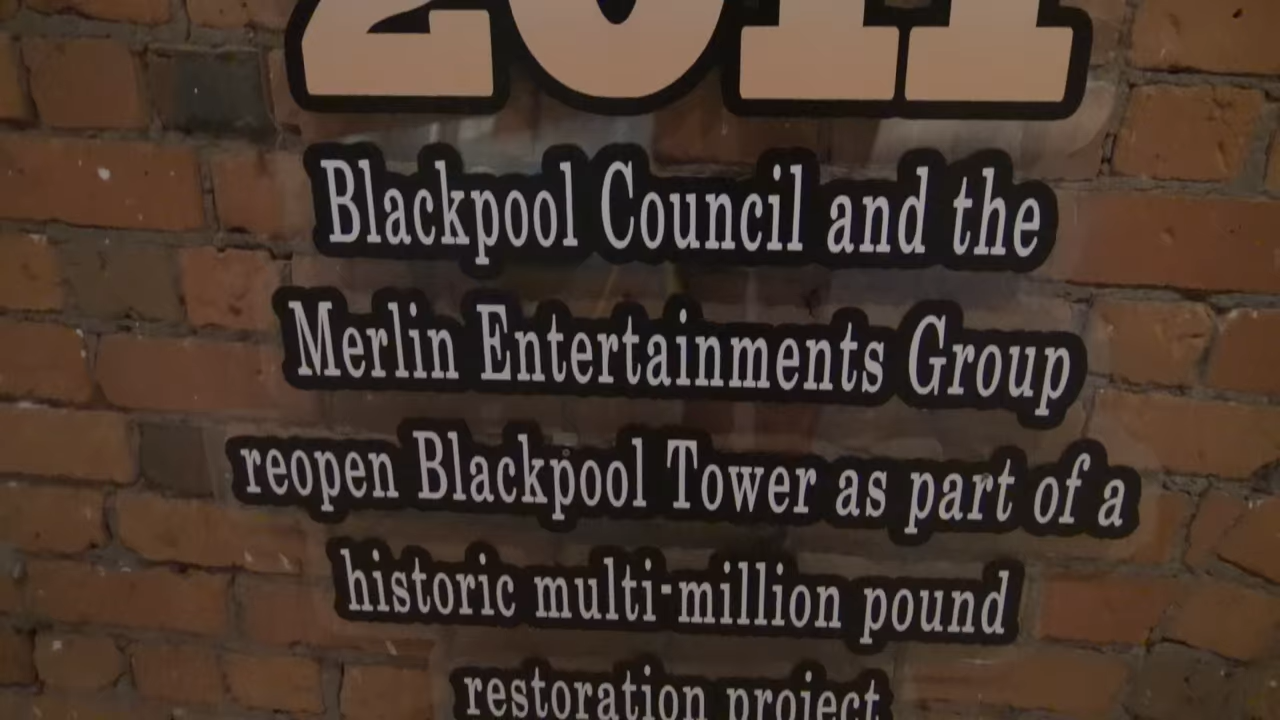 2011
Blackpool Council and the
Merlin Entertainments Group
reopen Blackpool Tower as part of a
historic multi-million pound
restoration project